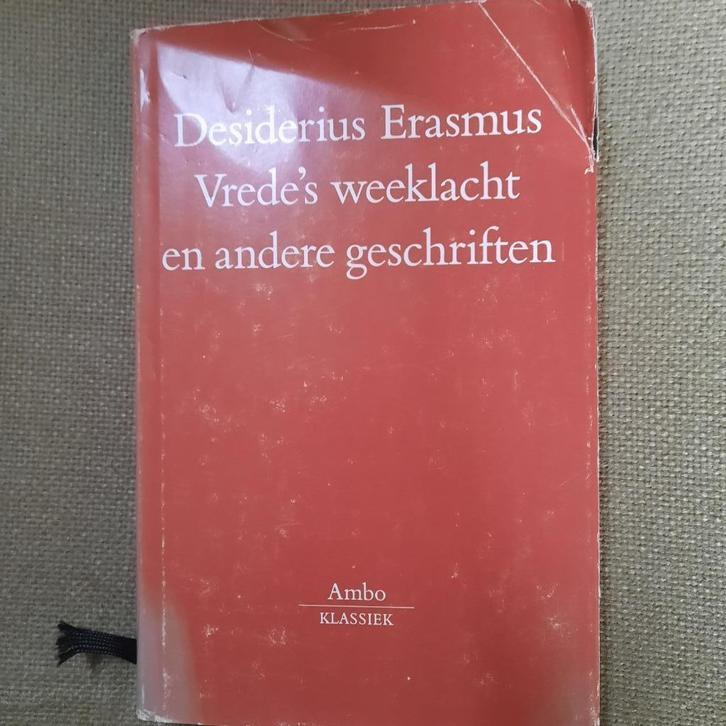 Desiderius Erasmus
Vrede's weeklacht
en andere geschriften
Ambo
KLASSIEK